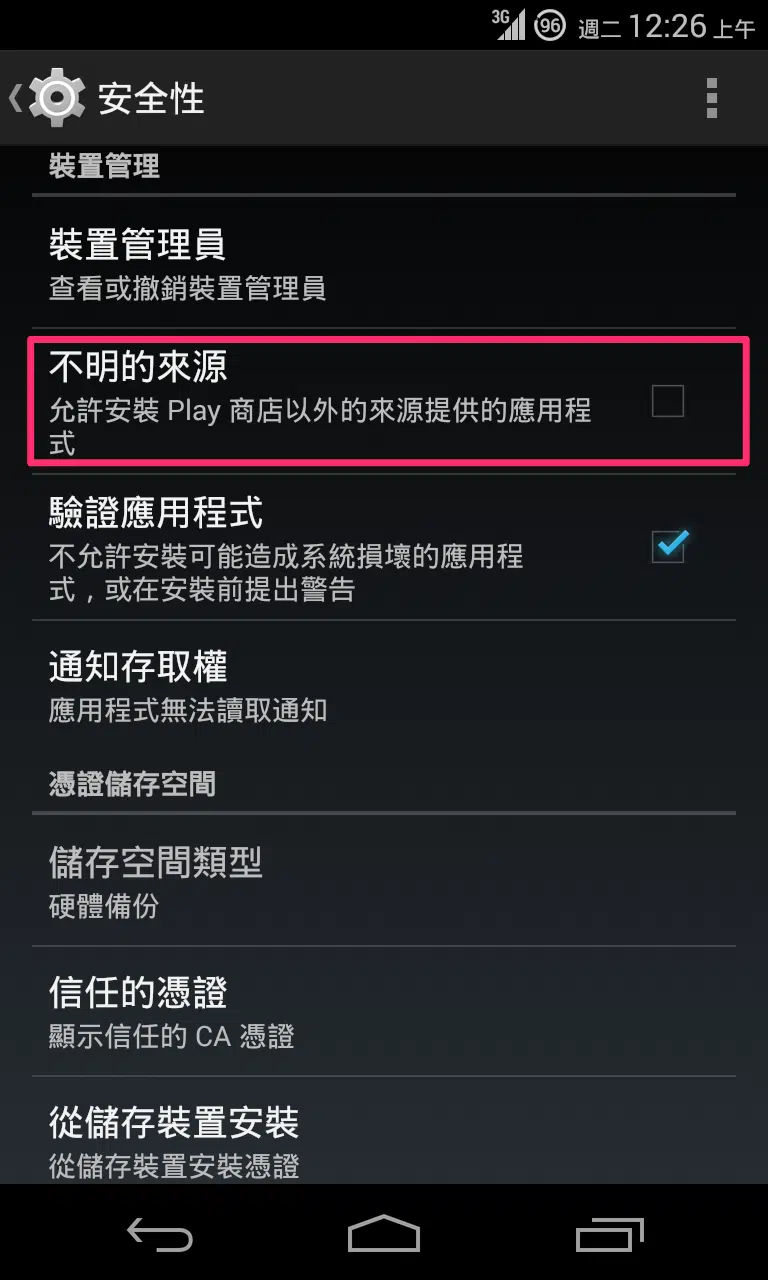 3G 96 週二 12:26 上午
安全性
裝置管理
裝置管理員
查看或撤銷裝置管理員
不明的來源
允許安裝 Play 商店以外的來源提供的應用程
式
驗證應用程式
不允許安裝可能造成系統損壞的應用程
式，或在安裝前提出警告
通知存取權
應用程式無法讀取通知
憑證儲存空間
儲存空間類型
硬體備份
信任的憑證
顯示信任的 CA 憑證
從儲存裝置安裝
從儲存裝置安裝憑證